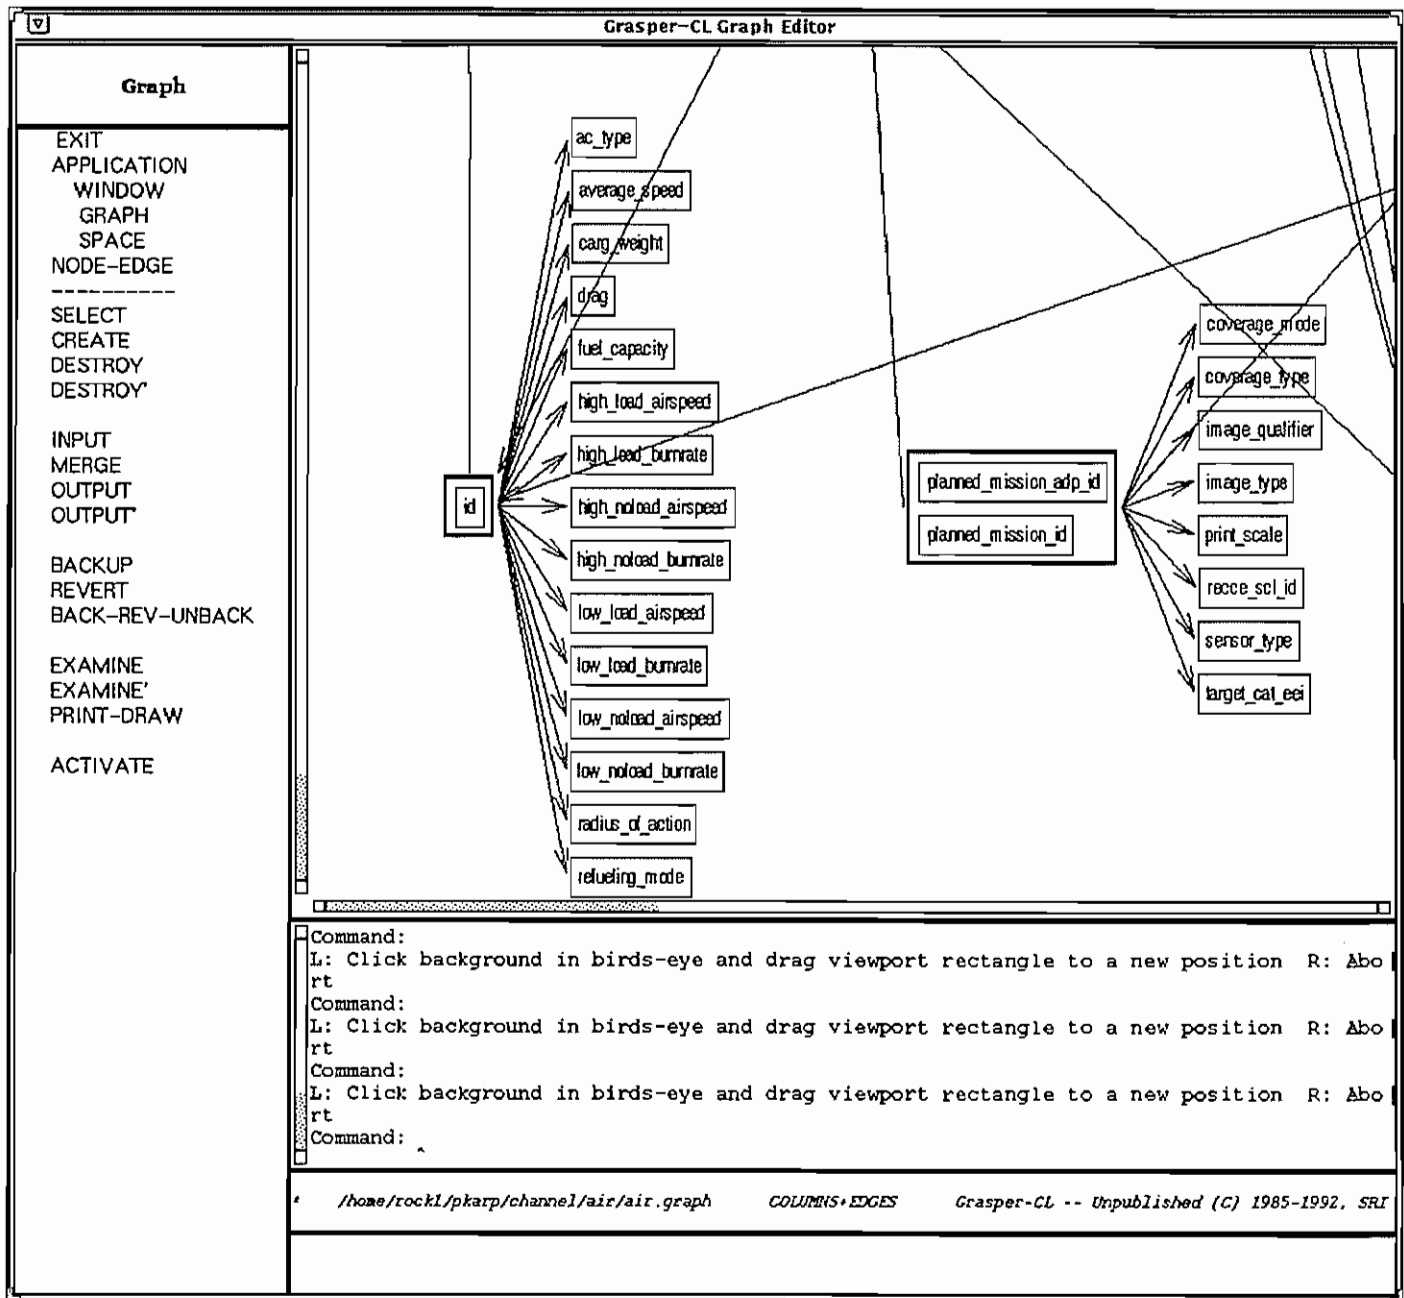 Grasper-CL Graph Editor
Graph
EXIT
APPLICATION
WINDOW
GRAPH
SPACE
NODE-EDGE
-----------
SELECT
CREATE
DESTROY
DESTROY'
INPUT
MERGE
OUTPUT
OUTPUT'
BACKUP
REVERT
BACK-REV-UNBACK
EXAMINE
EXAMINE'
PRINT-DRAW
ACTIVATE
id
ac_type
average_speed
carg_weight
drag
fuel_capacity
high_load_airspeed
high_load_burnrate
high_noload_airspeed
high_noload_burnrate
low_load_airspeed
low_load_burnrate
low_noload_airspeed
low_noload_burnrate
radius_of_action
refueling_mode
planned_mission_adp_id
planned_mission_id
coverage_mode
coverage_type
image_qualifier
image_type
print_scale
recce_scl_id
sensor_type
target_cat_eei
Command:
L: Click background in birds-eye and drag viewport rectangle to a new position  R: Abo
rt
Command:
L: Click background in birds-eye and drag viewport rectangle to a new position  R: Abo
rt
Command:
L: Click background in birds-eye and drag viewport rectangle to a new position  R: Abo
rt
Command:
/home/rock1/pkarp/channel/air/air.graph COLUMNS+EDGES Grasper-CL -- Unpublished (C) 1985-1992, SRI